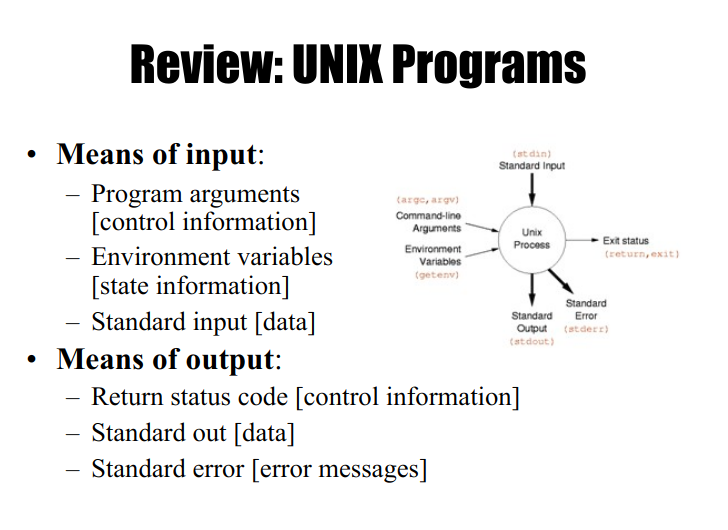 Review: UNIX Programs
• Means of input:
– Program arguments
[control information]
– Environment variables
[state information]
– Standard input [data]
• Means of output:
– Return status code [control information]
– Standard out [data]
– Standard error [error messages]
(stdin)
Standard Input
(argc, argv)
Command-line
Arguments
Environment
Variables
(getenv)
Unix
Process
Exit status
(return, exit)
Standard
Output
(stdout)
Standard
Error
(stderr)